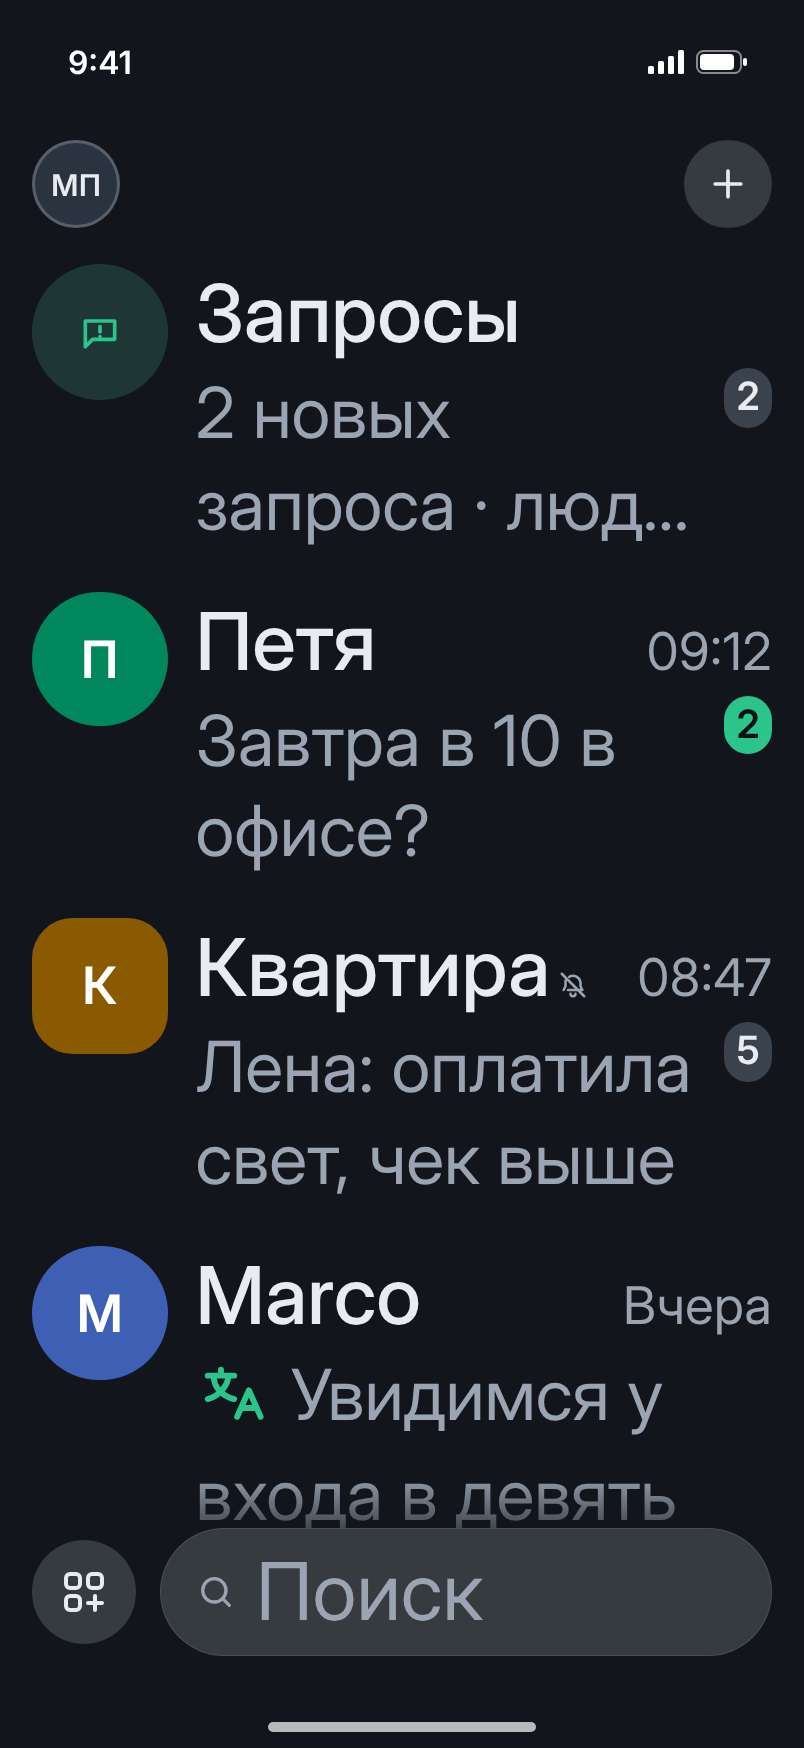 9:41
МП
Запросы
2 новых
2
запроса · люд...
П
Петя
09:12
Завтра в 10 в
2
офисе?
К
Квартира
08:47
Лена: оплатила
5
свет, чек выше
M
Marco
Вчера
Увидимся у
входа в девять
Поиск